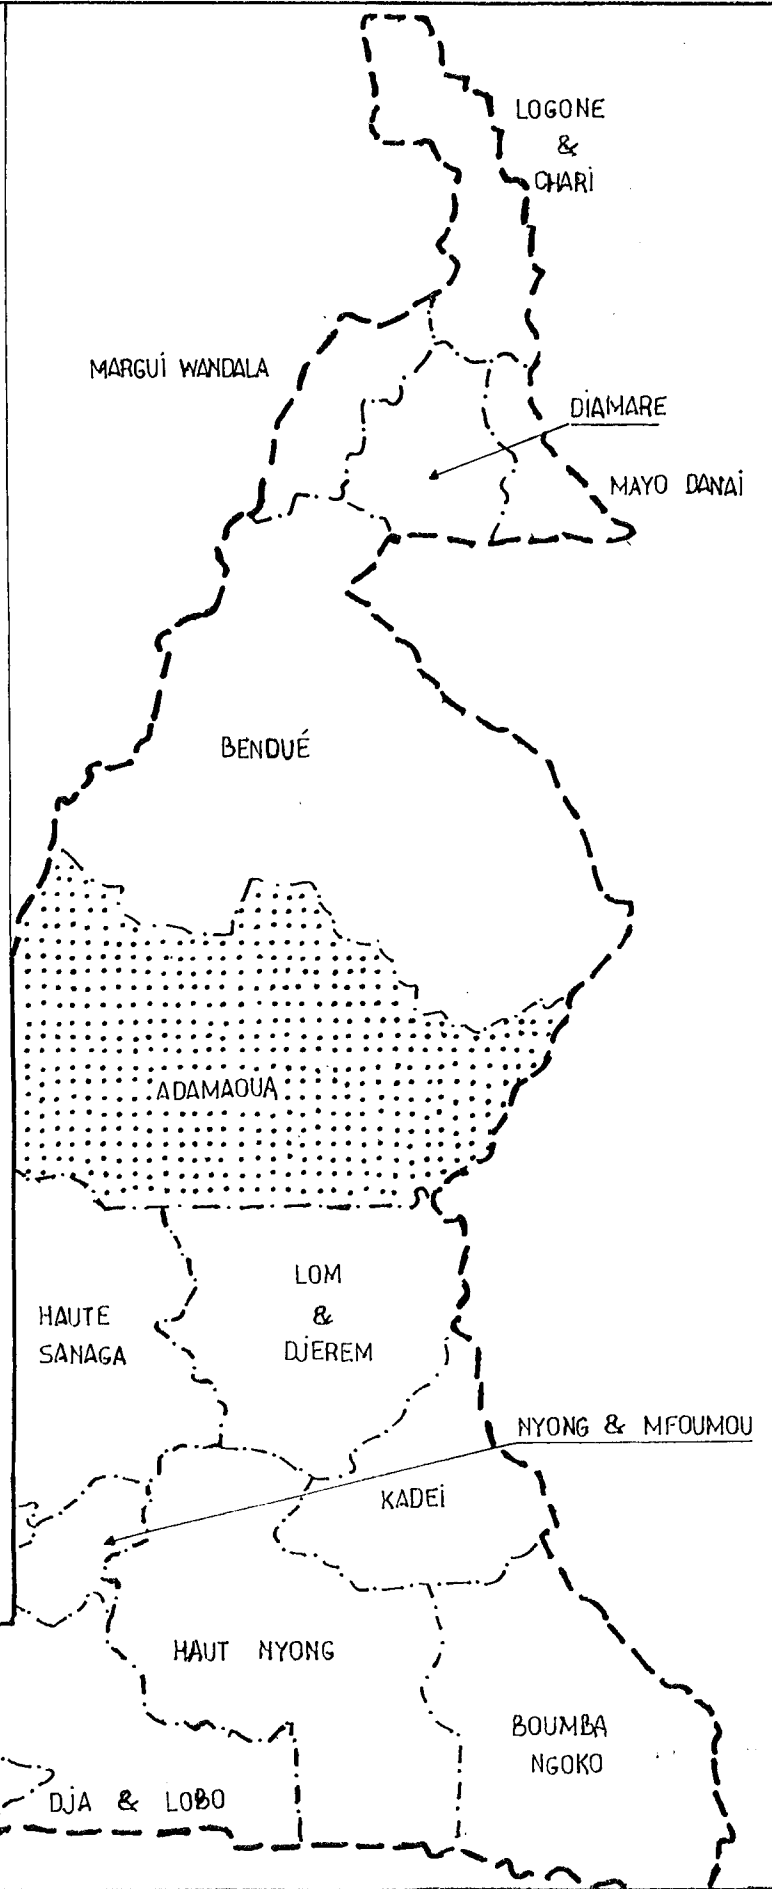 LOGONE
&
CHARI
MARGUI WANDALA
DIAMARE
MAYO DANAI
BENDUÉ
ADAMAOUA
LOM
&
DJEREM
HAUTE
SANAGA
NYONG & MFOUMOU
KADEI
HAUT NYONG
BOUMBA
NGOKO
DJA & LOBO